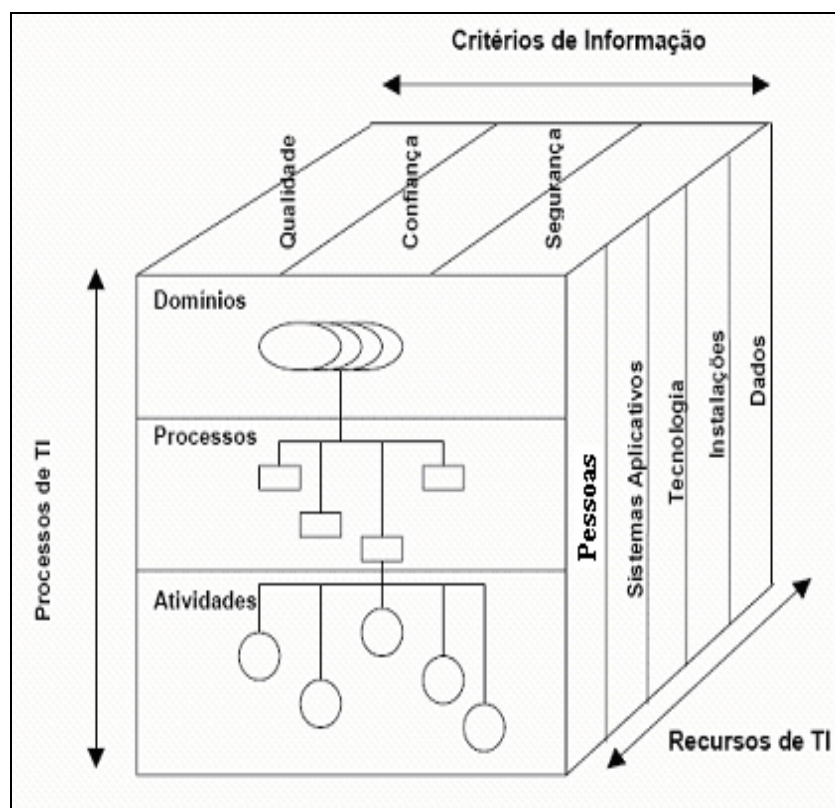 Critérios de Informação
Qualidade
Confiança
Segurança
Processos de TI
Domínios
Processos
Atividades
Pessoas
Sistemas Aplicativos
Tecnologia
Instalações
Dados
Recursos de TI